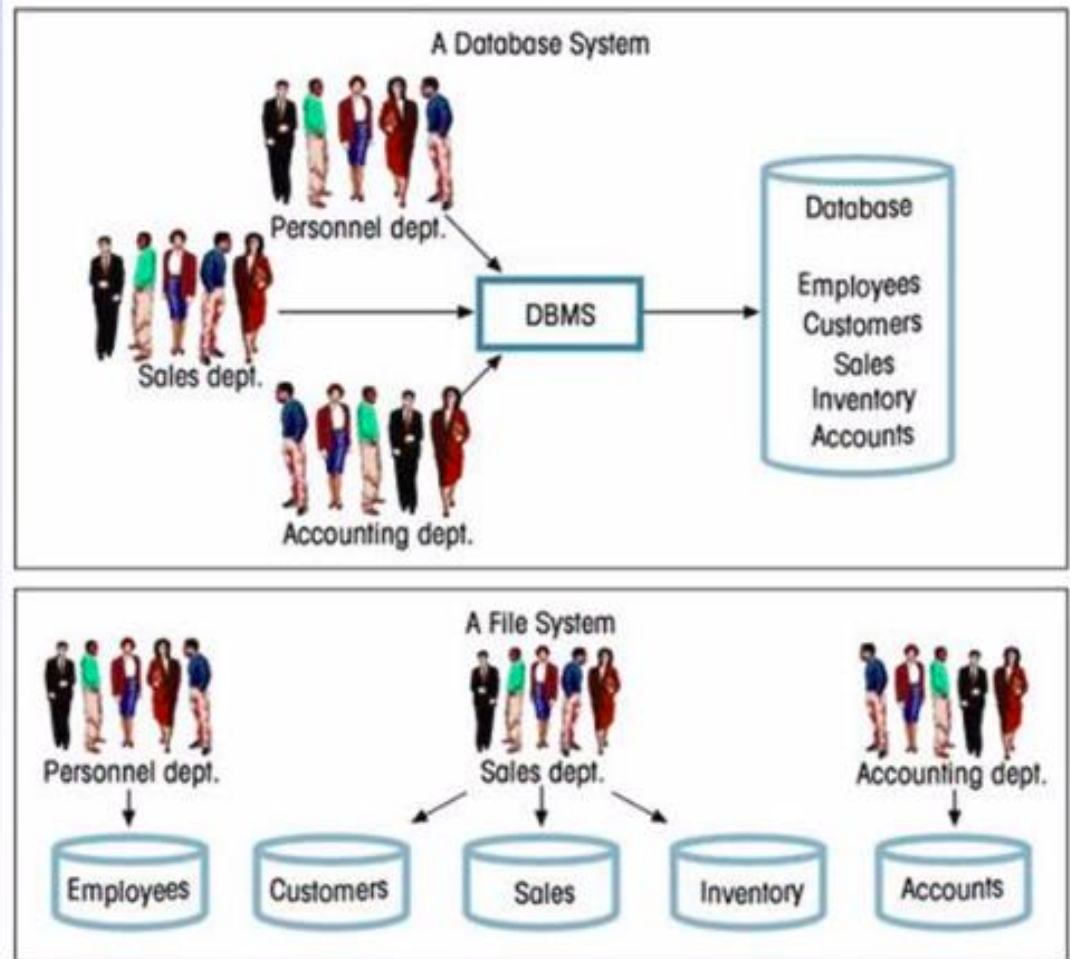 A Database System
Personnel dept.
Sales dept.
Accounting dept.
DBMS
Database
Employees
Customers
Sales
Inventory
Accounts
A File System
Personnel dept.
Sales dept.
Accounting dept.
Employees
Customers
Sales
Inventory
Accounts